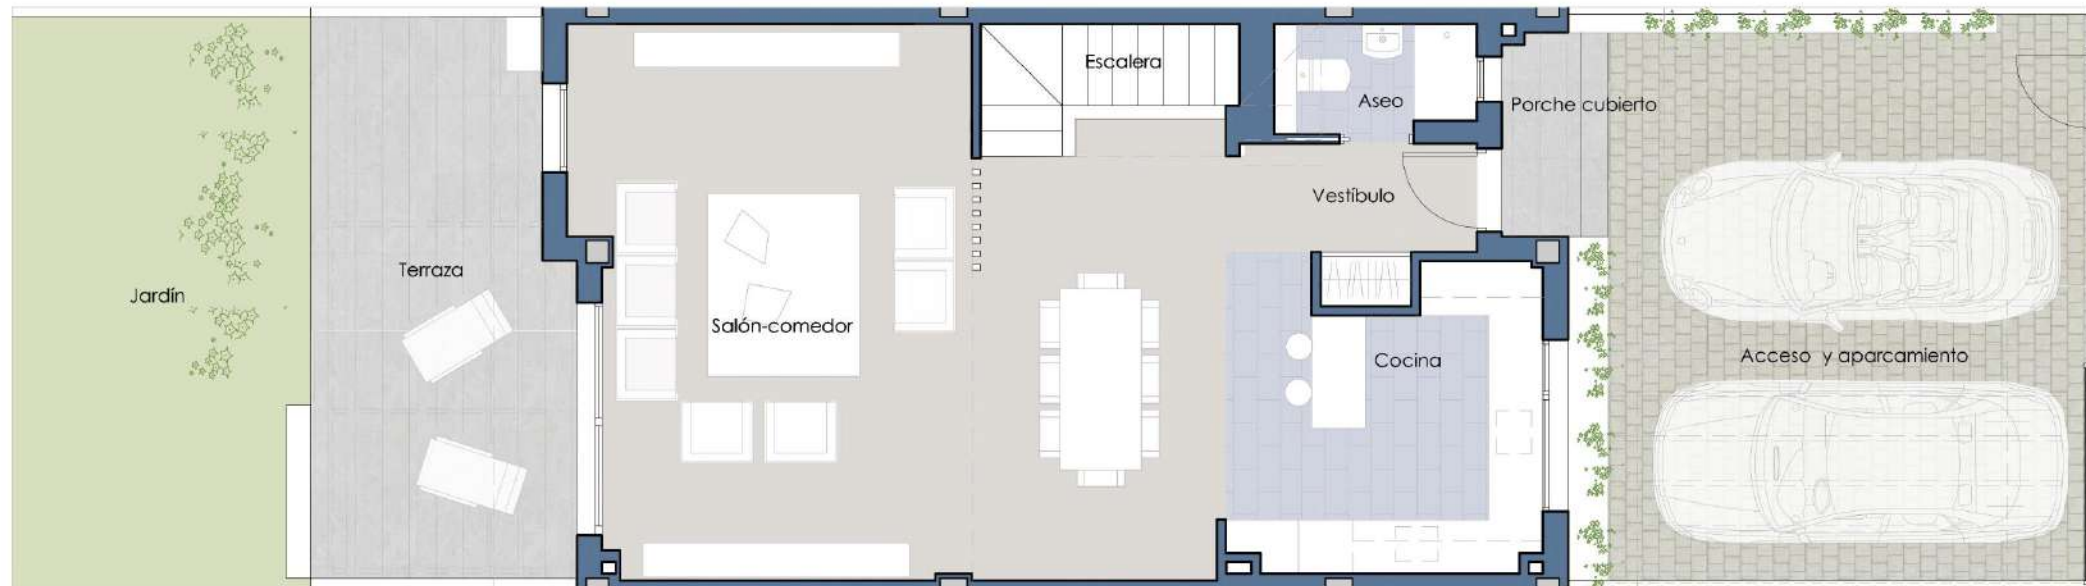 Escalera
Aseo
Porche cubierto
Vestíbulo
Terraza
Jardín
Salón-comedor
Cocina
Acceso y aparcamiento